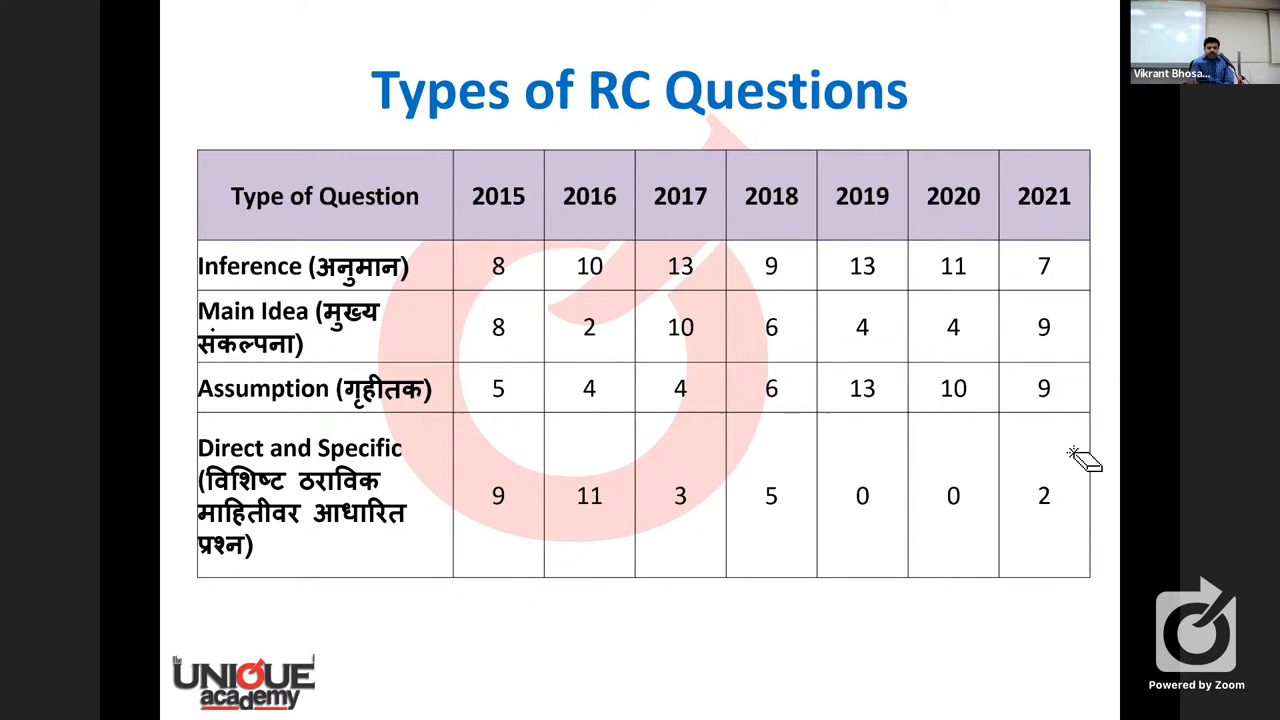 Vikrant Bhosa...
Types of RC Questions
Type of Question 2015 2016 2017 2018 2019 2020 2021
Inference (अनुमान) 8 10 13 9 13 11 7
Main Idea (मुख्य
संकल्पना) 8 2 10 6 4 4 9
Assumption (गृहीतक) 5 4 4 6 13 10 9
Direct and Specific
(विशिष्ट ठराविक
माहितीवर आधारित
प्रश्न) 9 11 3 5 0 0 2
The
UNIQUE
academy
Powered by Zoom